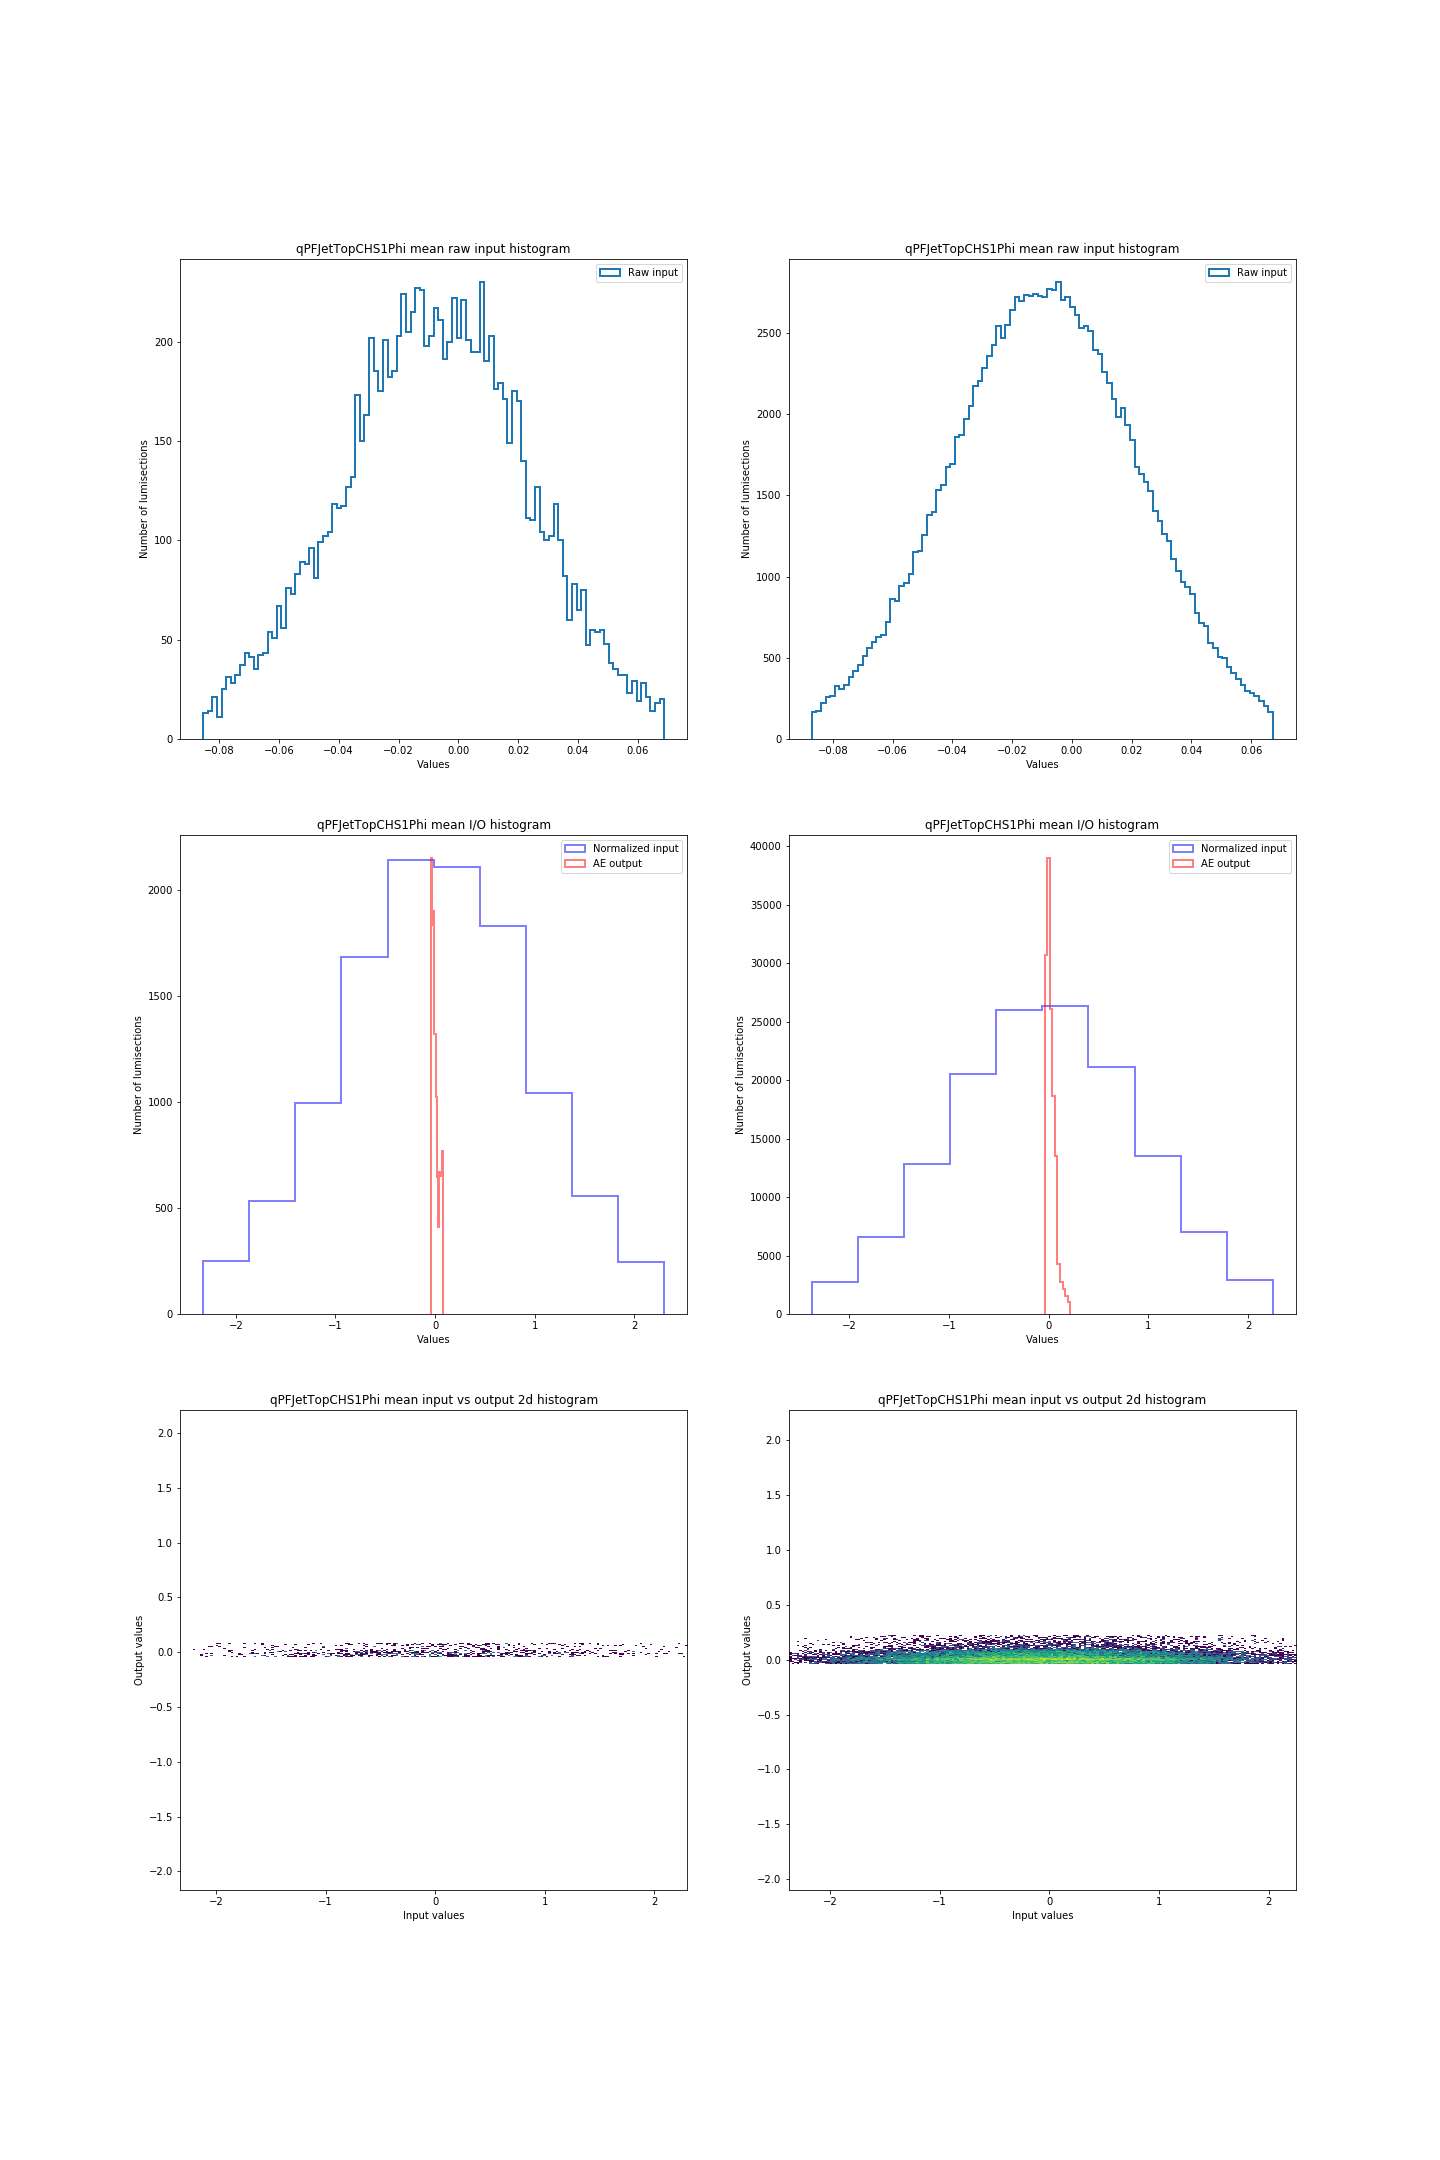 qPFJetTopCHS1Phi mean raw input histogram
Raw input
Number of lumisections
200
150
100
50
0
−0.08 −0.06 −0.04 −0.02 0.00 0.02 0.04 0.06
Values
qPFJetTopCHS1Phi mean raw input histogram
Raw input
Number of lumisections
2500
2000
1500
1000
500
0
−0.08 −0.06 −0.04 −0.02 0.00 0.02 0.04 0.06
Values
qPFJetTopCHS1Phi mean I/O histogram
Normalized input
AE output
Number of lumisections
2000
1500
1000
500
0
−2 −1 0 1 2
Values
qPFJetTopCHS1Phi mean I/O histogram
Normalized input
AE output
Number of lumisections
40000
35000
30000
25000
20000
15000
10000
5000
0
−2 −1 0 1 2
Values
qPFJetTopCHS1Phi mean input vs output 2d histogram
Output values
2.0
1.5
1.0
0.5
0.0
−0.5
−1.0
−1.5
−2.0
−2 −1 0 1 2
Input values
qPFJetTopCHS1Phi mean input vs output 2d histogram
Output values
2.0
1.5
1.0
0.5
0.0
−0.5
−1.0
−1.5
−2.0
−2 −1 0 1 2
Input values